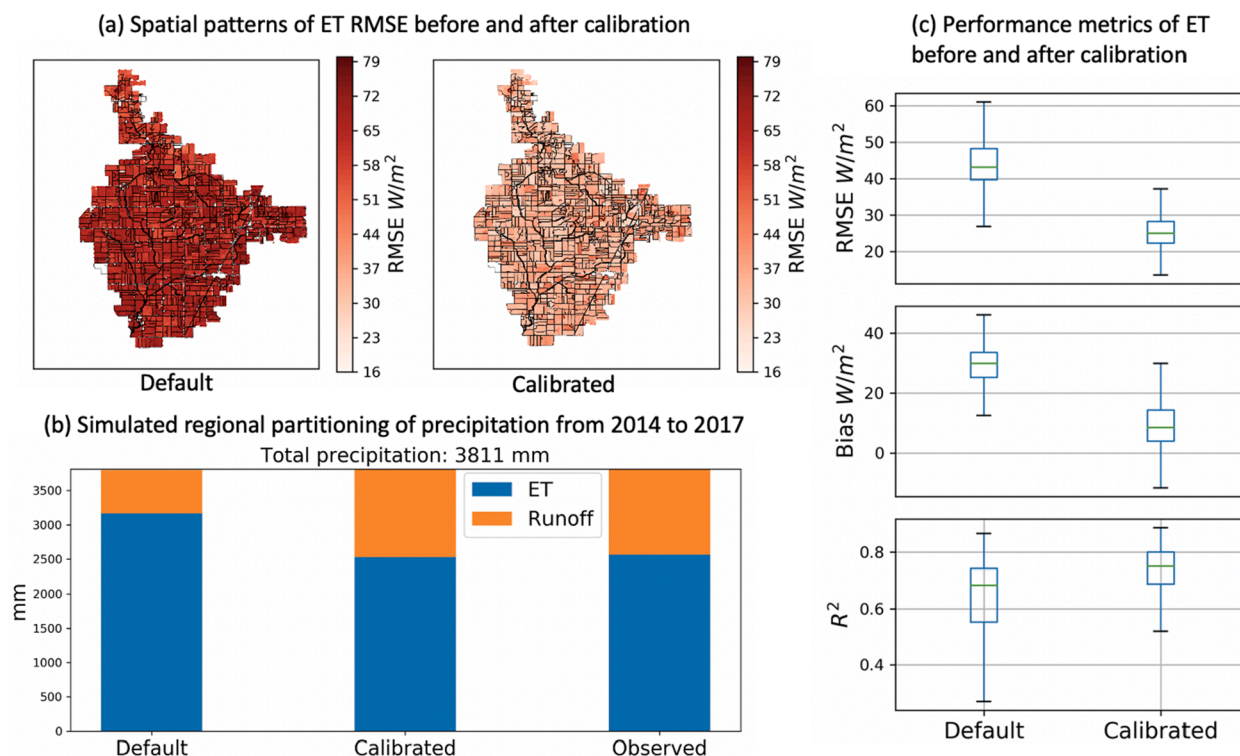 (a) Spatial patterns of ET RMSE before and after calibration
79
72
65
58
51
44
37
30
23
16
RMSE W/m²
Default
79
72
65
58
51
44
37
30
23
16
RMSE W/m²
Calibrated
(b) Simulated regional partitioning of precipitation from 2014 to 2017
Total precipitation: 3811 mm
mm
3500
3000
2500
2000
1500
1000
500
0
ET
Runoff
Default
Calibrated
Observed
(c) Performance metrics of ET
before and after calibration
RMSE W/m²
60
50
40
30
20
Bias W/m²
40
20
0
R²
0.8
0.6
0.4
Default
Calibrated